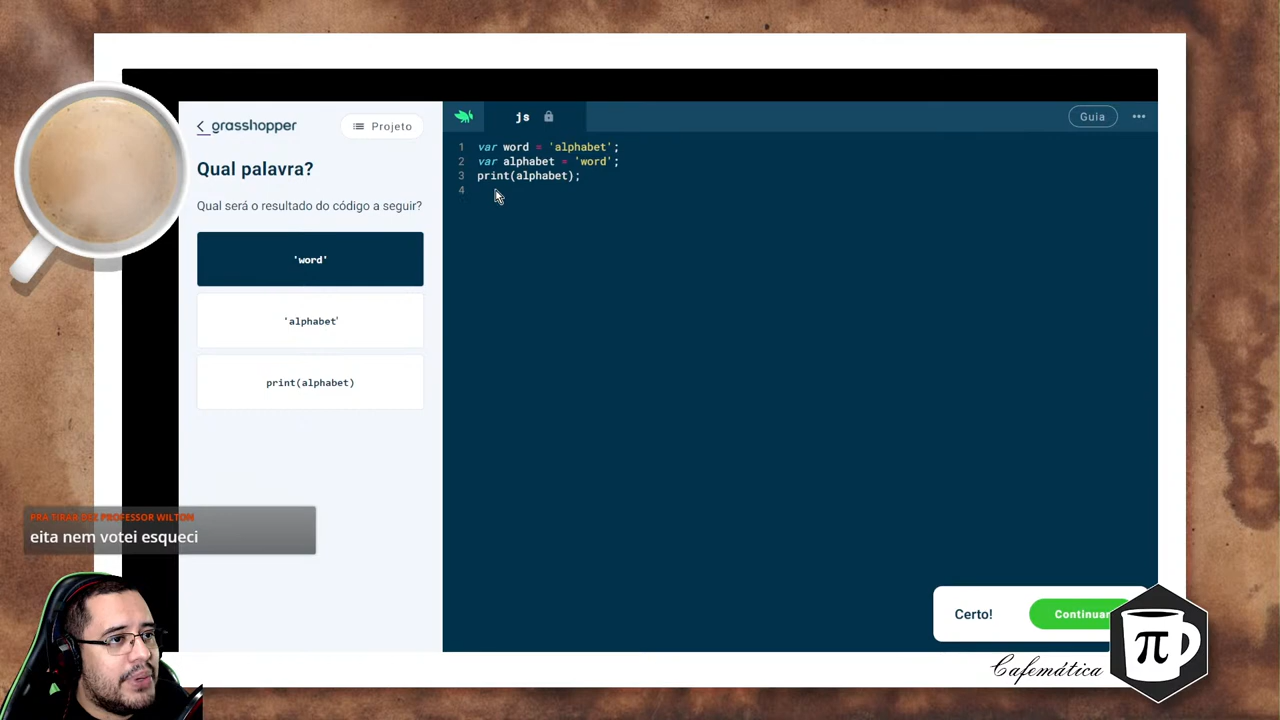 grasshopper
Projeto
Qual palavra?
Qual será o resultado do código a seguir?
'word'
'alphabet'
print(alphabet)
js
Guia
1 var word = 'alphabet';
2 var alphabet = 'word';
3 print(alphabet);
4
PRA TIRAR DEZ PROFESSOR WILTON
eita nem votei esqueci
Certo!
Continuar
Cafemática
π